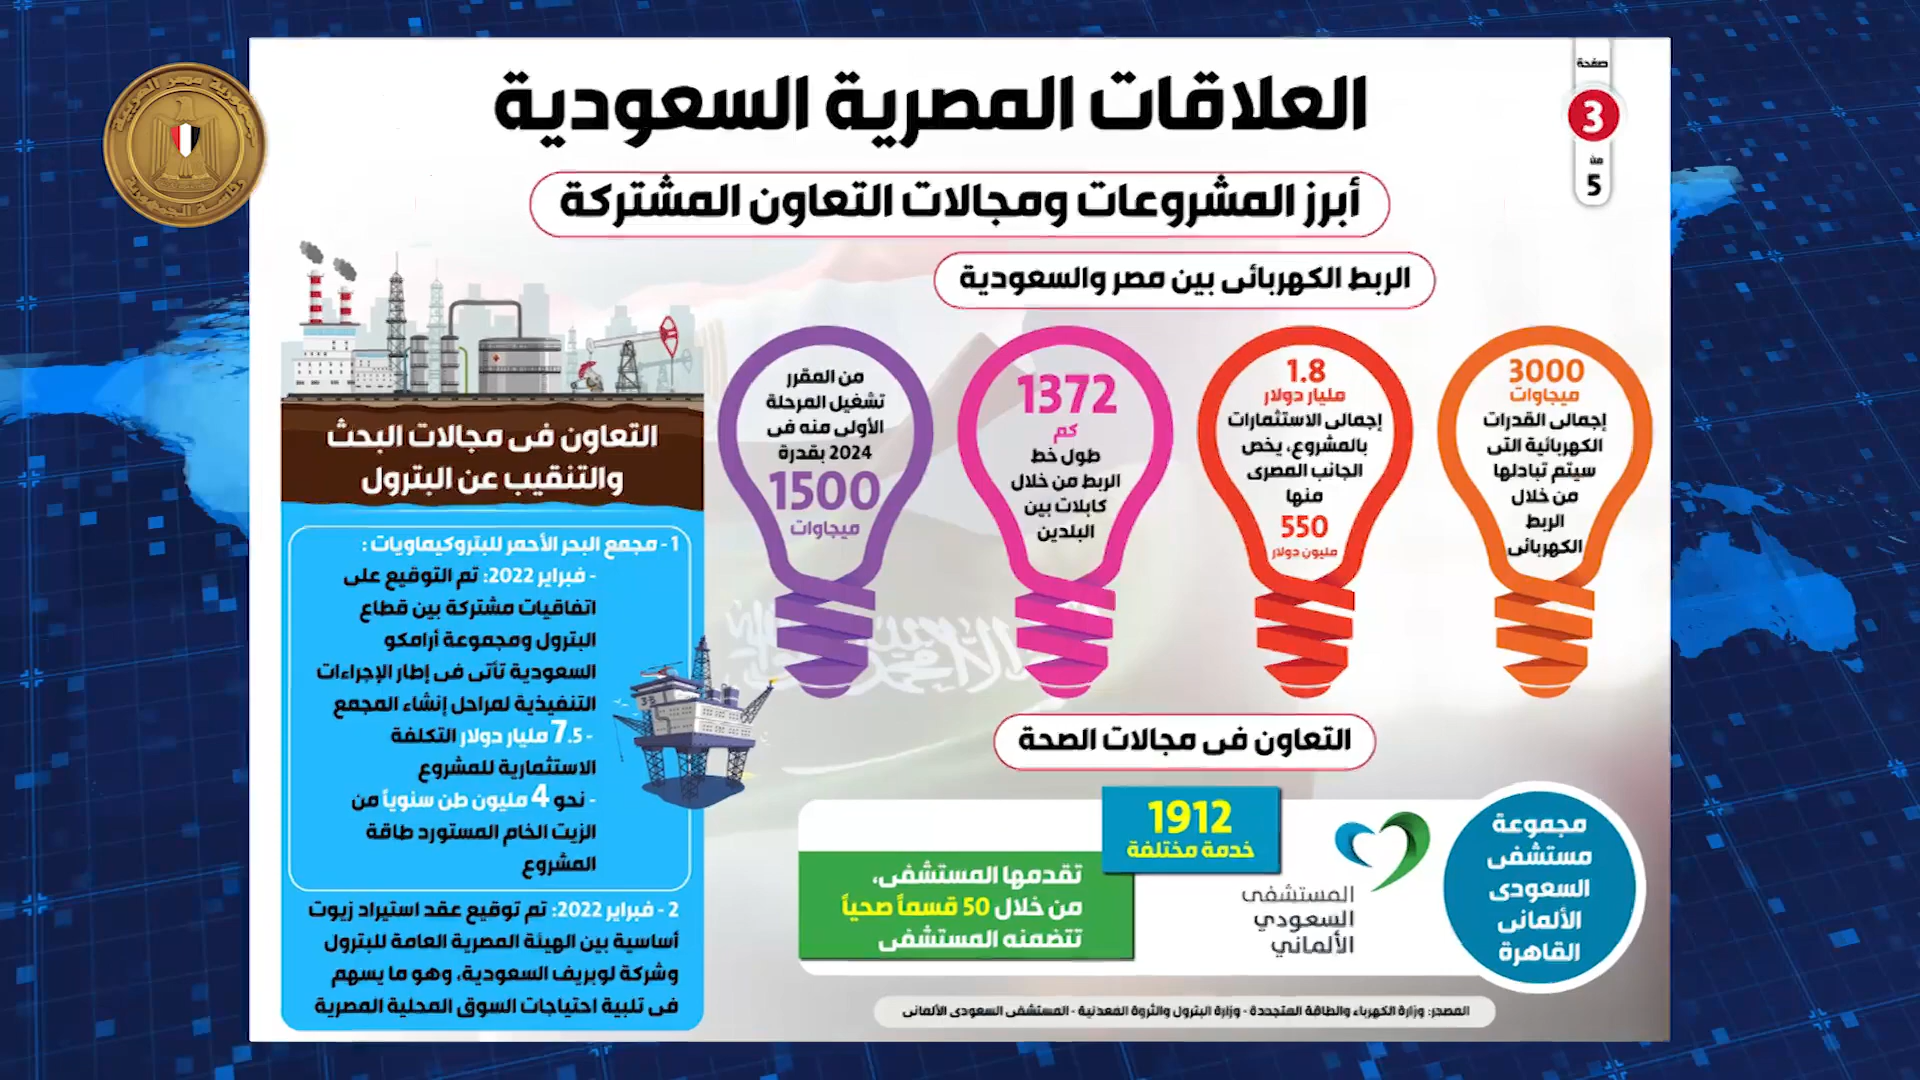 جمهورية مصر العربية
رئاسة الجمهورية
صفحة
3
من
5
العلاقات المصرية السعودية
أبرز المشروعات ومجالات التعاون المشتركة
الربط الكهربائى بين مصر والسعودية
3000
ميجاوات
إجمالى القدرات
الكهربائية التى
سيتم تبادلها
من خلال
الربط
الكهربائى
1.8
مليار دولار
إجمالى الاستثمارات
بالمشروع، يخص
الجانب المصرى
منها
550
مليون دولار
1372
كم
طول خط
الربط من خلال
كابلات بين
البلدين
من المقرر
تشغيل المرحلة
الأولى منه فى
2024 بقدرة
1500
ميجاوات
التعاون فى مجالات البحث
والتنقيب عن البترول
1 - مجمع البحر الأحمر للبتروكيماويات :
- فبراير 2022: تم التوقيع على
اتفاقيات مشتركة بين قطاع
البترول ومجموعة أرامكو
السعودية تأتى فى إطار الإجراءات
التنفيذية لمراحل إنشاء المجمع
- 7.5 مليار دولار التكلفة
الاستثمارية للمشروع
- نحو 4 مليون طن سنوياً من
الزيت الخام المستورد طاقة
المشروع
2 - فبراير 2022: تم توقيع عقد استيراد زيوت
أساسية بين الهيئة المصرية العامة للبترول
وشركة لوبريف السعودية، وهو ما يسهم
فى تلبية احتياجات السوق المحلية المصرية
التعاون فى مجالات الصحة
مجموعة
مستشفى
السعودى
الألمانى
القاهرة
المستشفى
السعودي
الألماني
1912
خدمة مختلفة
تقدمها المستشفى،
من خلال 50 قسماً صحياً
تتضمنه المستشفى
المصدر: وزارة الكهرباء والطاقة المتجددة - وزارة البترول والثروة المعدنية - المستشفى السعودى الألمانى